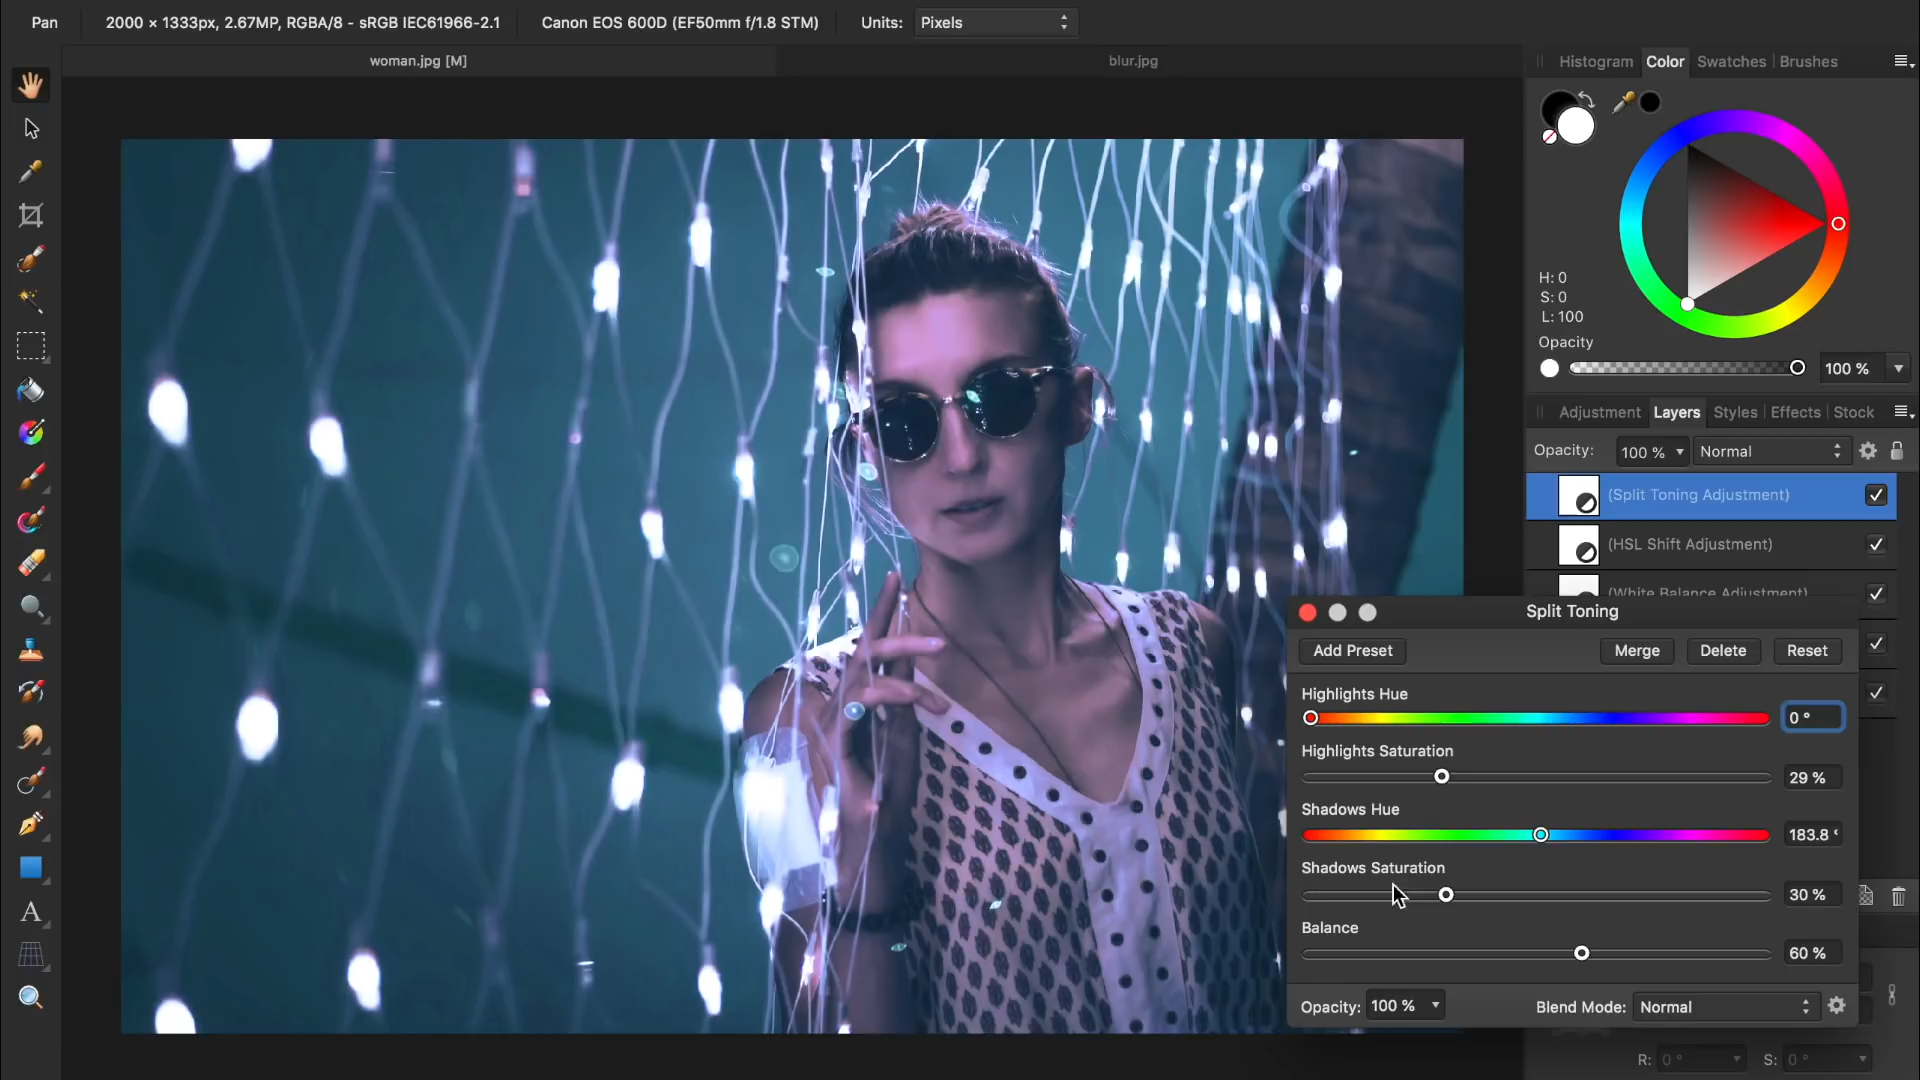 Pan
2000 × 1333px, 2.67MP, RGBA/8 - sRGB IEC61966-2.1
Canon EOS 600D (EF50mm f/1.8 STM)
Units:
Pixels
woman.jpg [M]
blur.jpg
Histogram
Color
Swatches
Brushes
H: 0
S: 0
L: 100
Opacity
100 %
Adjustment
Layers
Styles
Effects
Stock
Opacity:
100 %
Normal
(Split Toning Adjustment)
(HSL Shift Adjustment)
(White Balance Adjustment)
Split Toning
Add Preset
Merge
Delete
Reset
Highlights Hue
0 °
Highlights Saturation
29 %
Shadows Hue
183.8 °
Shadows Saturation
30 %
Balance
60 %
Opacity:
100 %
Blend Mode:
Normal
A
R:
0 °
S:
0 °